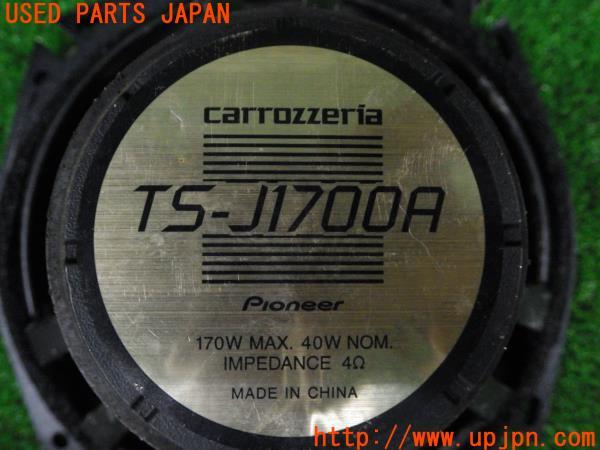 USED PARTS JAPAN
carrozzeria
TS-J1700A
Pioneer
170W MAX. 40W NOM.
IMPEDANCE 4Ω
MADE IN CHINA
http://www.upjpn.com